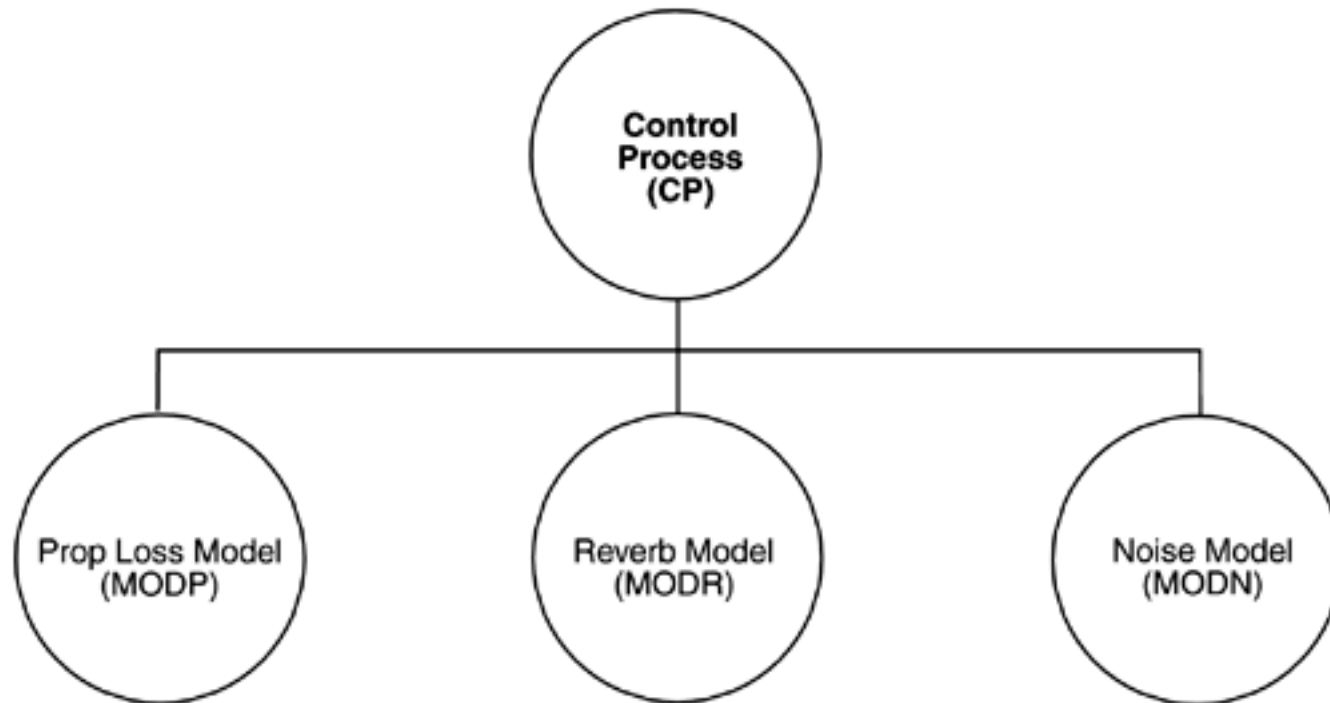 Control
Process
(CP)
Prop Loss Model
(MODP)
Reverb Model
(MODR)
Noise Model
(MODN)